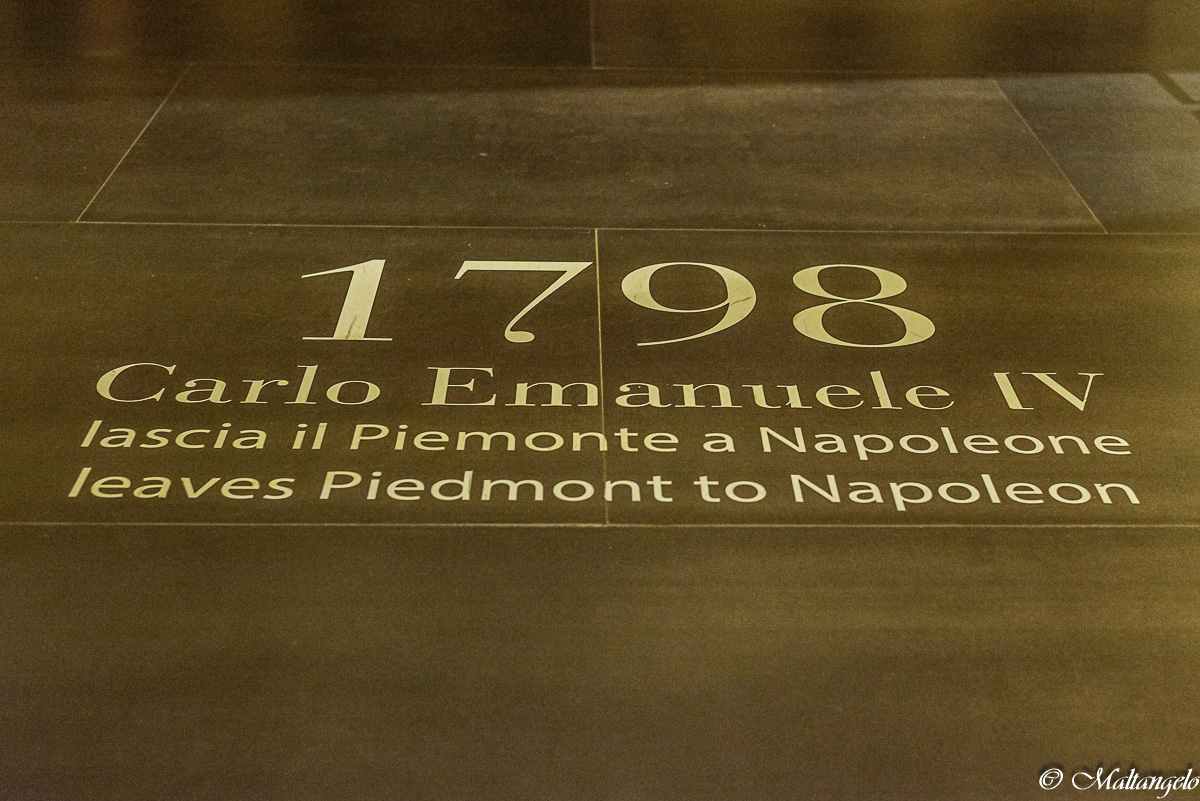 1798
Carlo Emanuele IV
lascia il Piemonte a Napoleone
leaves Piedmont to Napoleon
© Maltangelo